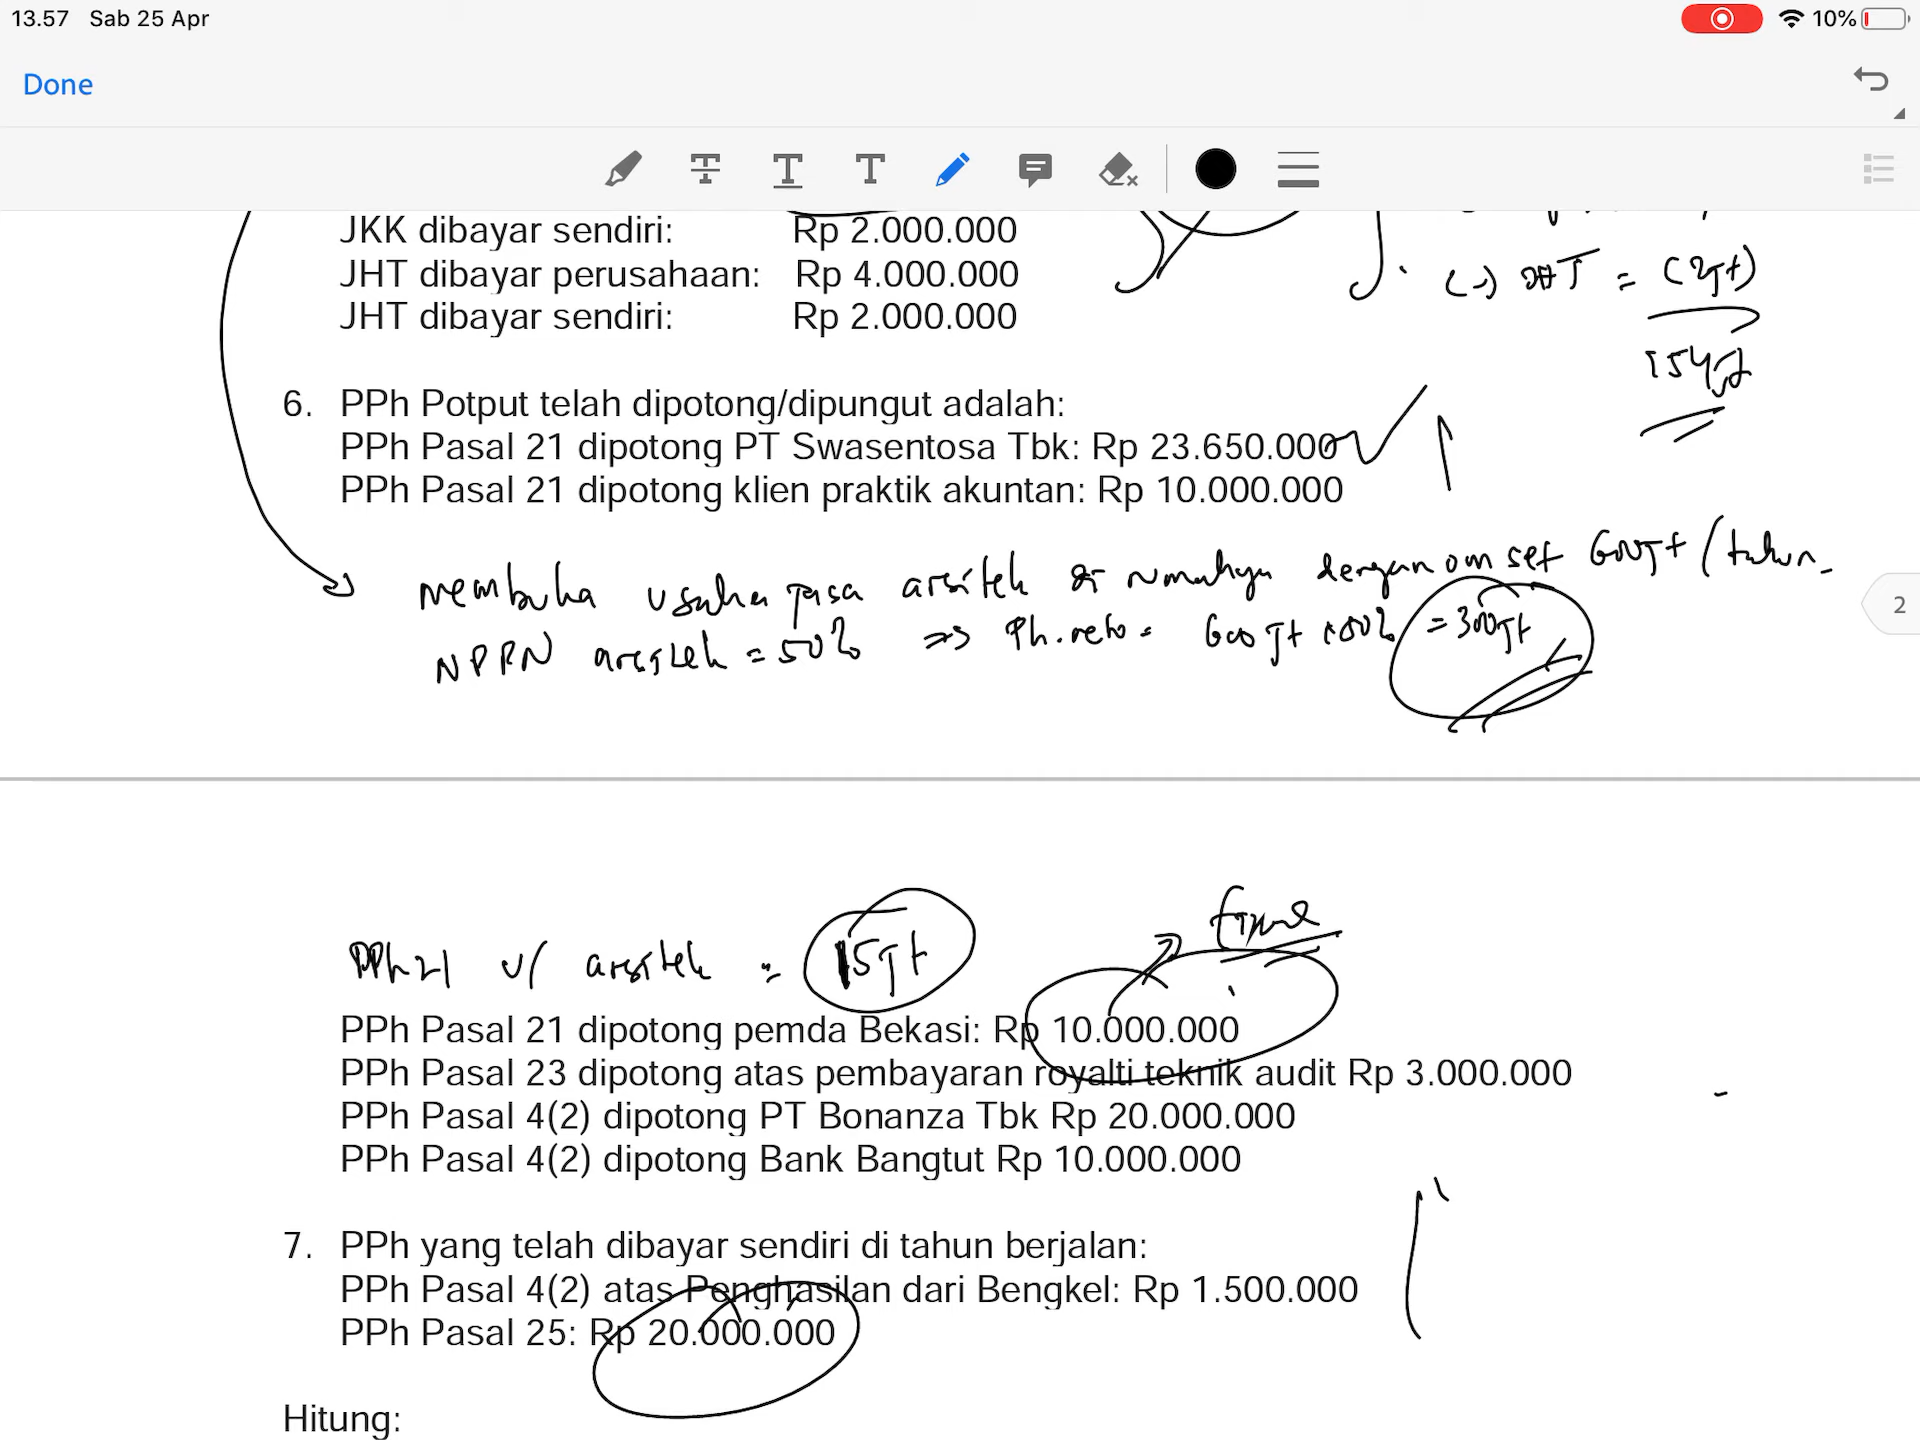 13.57 Sab 25 Apr 10%
Done
JKK dibayar sendiri: Rp 2.000.000
JHT dibayar perusahaan: Rp 4.000.000
(-) JHT = (2jt)
JHT dibayar sendiri: Rp 2.000.000
154jt
6. PPh Potput telah dipotong/dipungut adalah:
PPh Pasal 21 dipotong PT Swasentosa Tbk: Rp 23.650.000
PPh Pasal 21 dipotong klien praktik akuntan: Rp 10.000.000
membuka usaha jasa arsitek di rumahnya dengan omset 600jt/tahun
NPPN arsitek = 50% => Ph. neto = 600jt x 50% = 300jt
2
final
PPh 21 u/ arsitek = 15jt
PPh Pasal 21 dipotong pemda Bekasi: Rp 10.000.000
PPh Pasal 23 dipotong atas pembayaran royalti teknik audit Rp 3.000.000
PPh Pasal 4(2) dipotong PT Bonanza Tbk Rp 20.000.000
PPh Pasal 4(2) dipotong Bank Bangtut Rp 10.000.000
7. PPh yang telah dibayar sendiri di tahun berjalan:
PPh Pasal 4(2) atas Penghasilan dari Bengkel: Rp 1.500.000
PPh Pasal 25: Rp 20.000.000
Hitung: